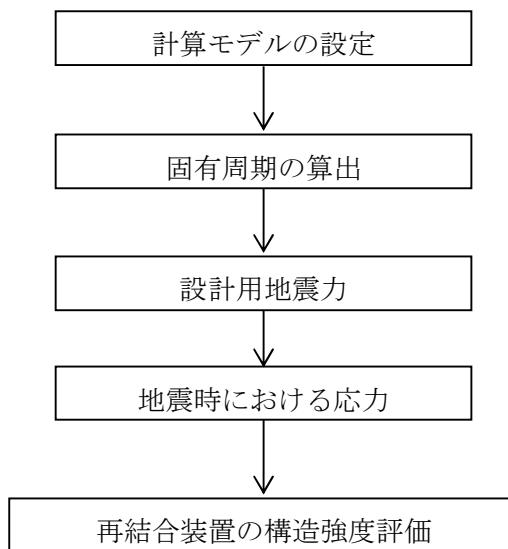 計算モデルの設定
固有周期の算出
設計用地震力
地震時における応力
再結合装置の構造強度評価